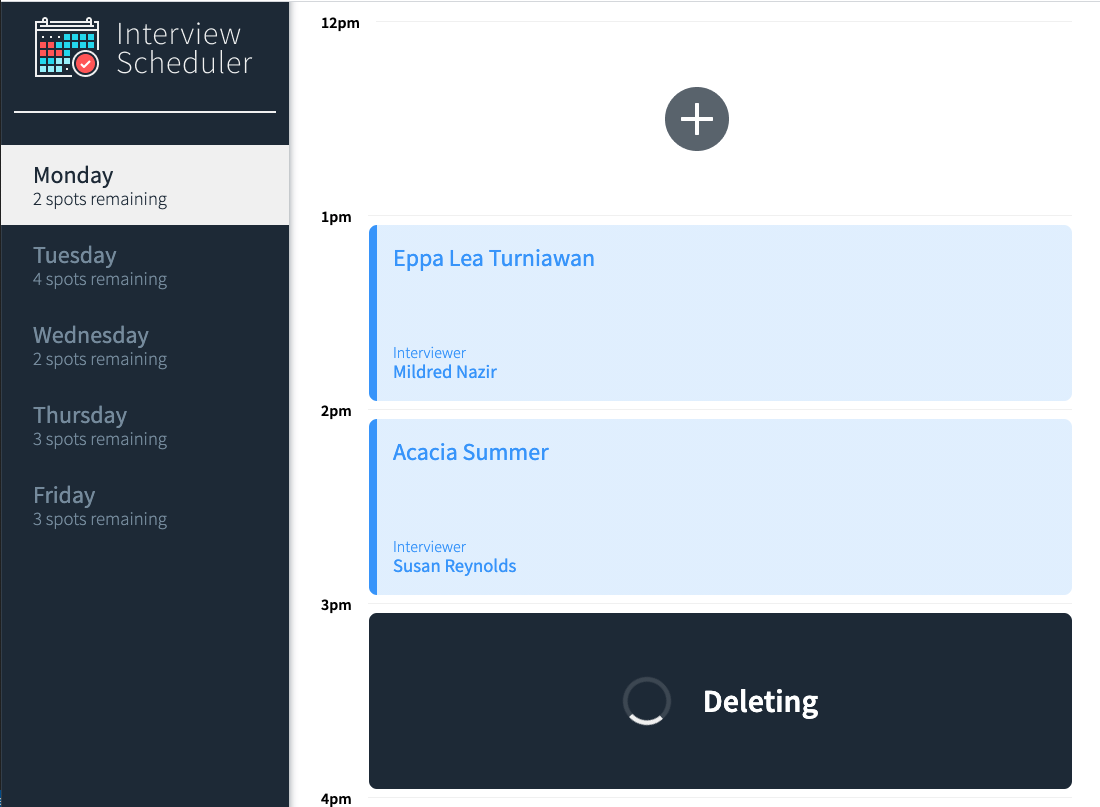 Interview
Scheduler
Monday
2 spots remaining
Tuesday
4 spots remaining
Wednesday
2 spots remaining
Thursday
3 spots remaining
Friday
3 spots remaining
12pm
1pm
Eppa Lea Turniawan
Interviewer
Mildred Nazir
2pm
Acacia Summer
Interviewer
Susan Reynolds
3pm
Deleting
4pm